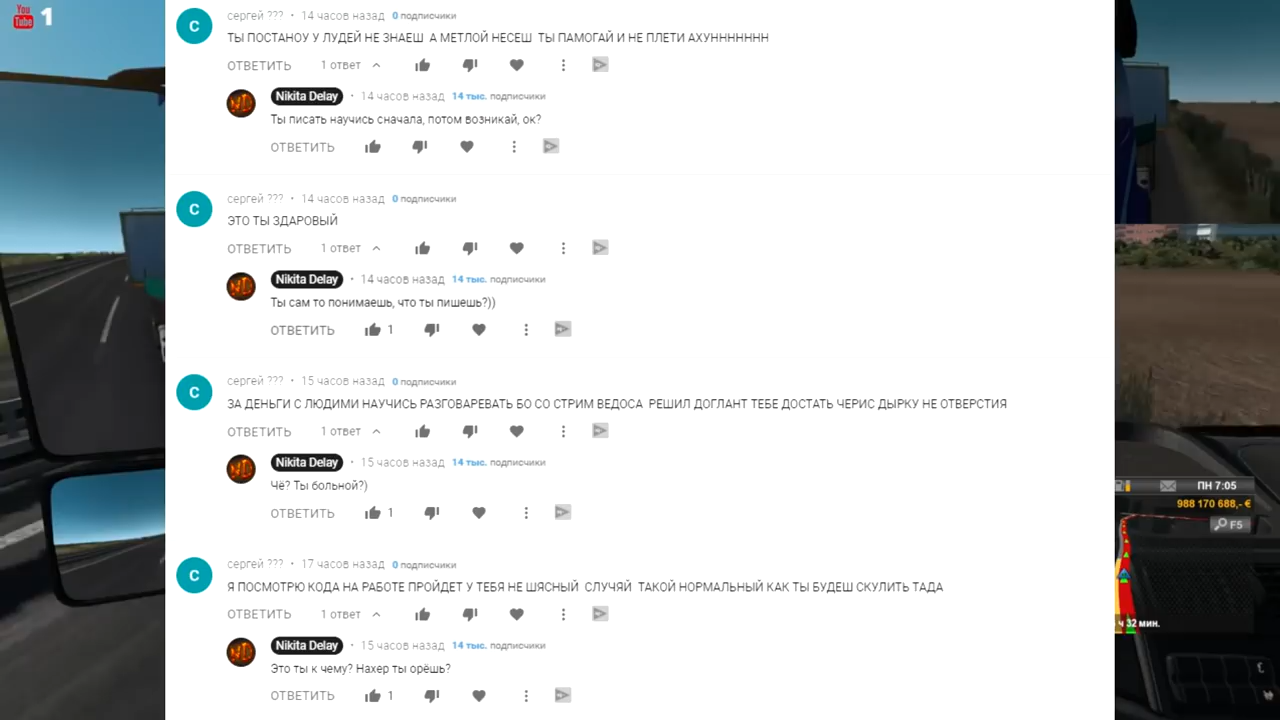 You Tube 1
сергей ??? • 14 часов назад 0 подписчики
ТЫ ПОСТАНОУ У ЛУДЕЙ НЕ ЗНАЕШ А МЕТЛОЙ НЕСЕШ ТЫ ПАМОГАЙ И НЕ ПЛЕТИ АХУНННННН
ОТВЕТИТЬ 1 ответ
Nikita Delay • 14 часов назад 14 тыс. подписчики
Ты писать научись сначала, потом возникай, ок?
ОТВЕТИТЬ
сергей ??? • 14 часов назад 0 подписчики
ЭТО ТЫ ЗДАРОВЫЙ
ОТВЕТИТЬ 1 ответ
Nikita Delay • 14 часов назад 14 тыс. подписчики
Ты сам то понимаешь, что ты пишешь?))
ОТВЕТИТЬ 1
сергей ??? • 15 часов назад 0 подписчики
ЗА ДЕНЬГИ С ЛЮДИМИ НАУЧИСЬ РАЗГОВАРЕВАТЬ БО СО СТРИМ ВЕДОСА РЕШИЛ ДОГЛАНТ ТЕБЕ ДОСТАТЬ ЧЕРИС ДЫРКУ НЕ ОТВЕРСТИЯ
ОТВЕТИТЬ 1 ответ
Nikita Delay • 15 часов назад 14 тыс. подписчики
Чё? Ты больной?)
ОТВЕТИТЬ 1
сергей ??? • 17 часов назад 0 подписчики
Я ПОСМОТРЮ КОДА НА РАБОТЕ ПРОЙДЕТ У ТЕБЯ НЕ ШЯСНЫЙ СЛУЧЯЙ ТАКОЙ НОРМАЛЬНЫЙ КАК ТЫ БУДЕШ СКУЛИТЬ ТАДА
ОТВЕТИТЬ 1 ответ
Nikita Delay • 15 часов назад 14 тыс. подписчики
Это ты к чему? Нахер ты орёшь?
ОТВЕТИТЬ 1
ПН 7:05
988 170 688,- €
F5
ч 32 мин.